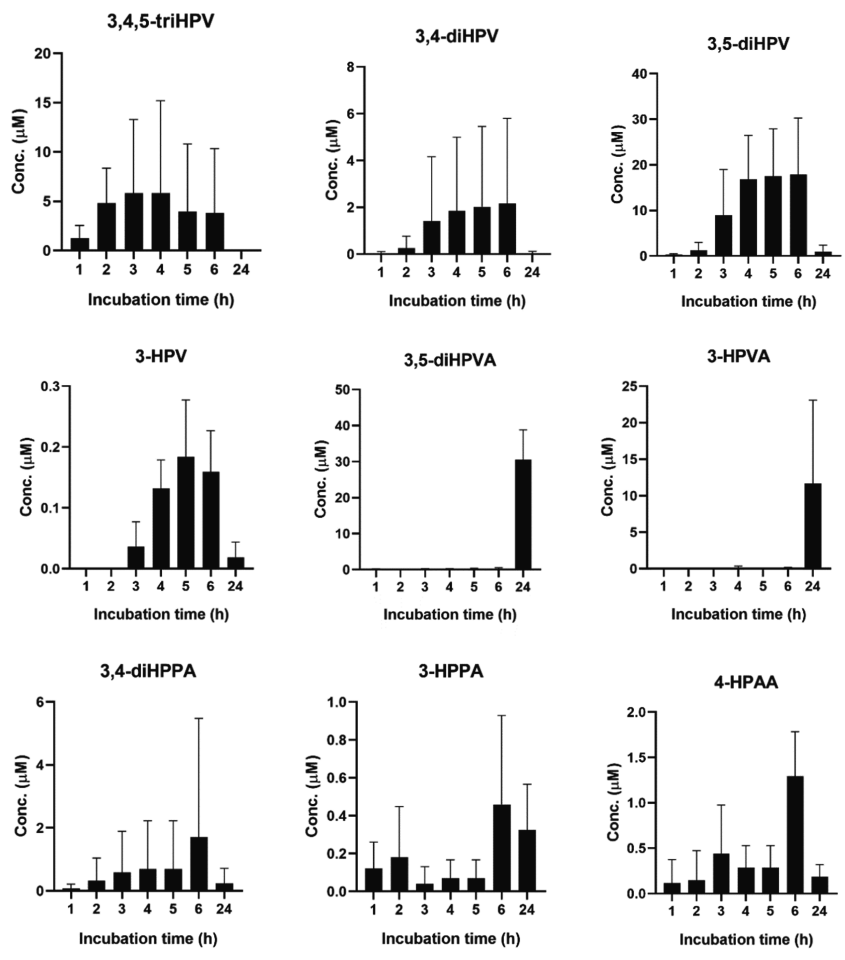 3,4,5-triHPV
Conc. (μM)
20
15
10
5
0
1 2 3 4 5 6 24
Incubation time (h)
3,4-diHPV
Conc. (μM)
8
6
4
2
0
1 2 3 4 5 6 24
Incubation time (h)
3,5-diHPV
Conc. (μM)
40
30
20
10
0
1 2 3 4 5 6 24
Incubation time (h)
3-HPV
Conc. (μM)
0.3
0.2
0.1
0.0
1 2 3 4 5 6 24
Incubation time (h)
3,5-diHPVA
Conc. (μM)
50
40
30
20
10
0
1 2 3 4 5 6 24
Incubation time (h)
3-HPVA
Conc. (μM)
25
20
15
10
5
0
1 2 3 4 5 6 24
Incubation time (h)
3,4-diHPPA
Conc. (μM)
6
4
2
0
1 2 3 4 5 6 24
Incubation time (h)
3-HPPA
Conc. (μM)
1.0
0.8
0.6
0.4
0.2
0.0
1 2 3 4 5 6 24
Incubation time (h)
4-HPAA
Conc. (μM)
2.0
1.5
1.0
0.5
0.0
1 2 3 4 5 6 24
Incubation time (h)